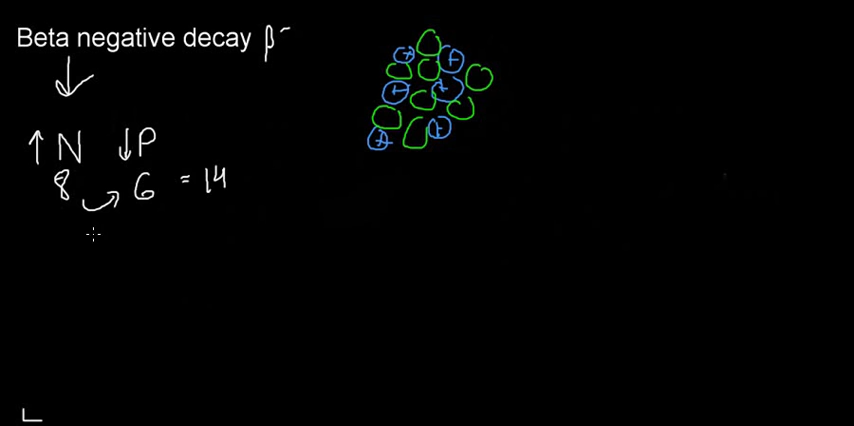 Beta negative decay β⁻
↑ N ↓ P
8 6 = 14
+ +
+ +
+ +